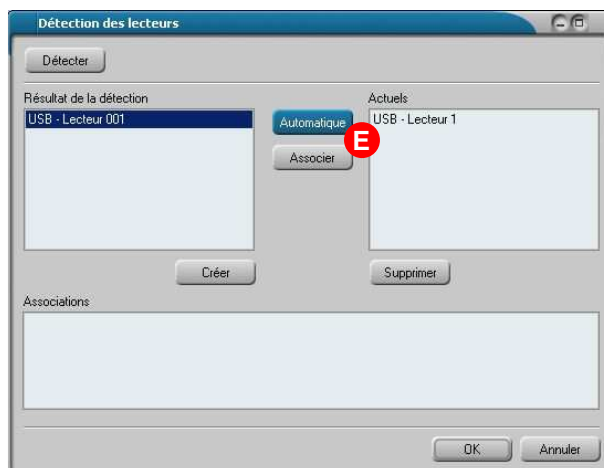 Détection des lecteurs
Détecter
Résultat de la détection
Actuels
USB - Lecteur 001
Automatique
USB - Lecteur 1
E
Associer
Créer
Supprimer
Associations
OK
Annuler